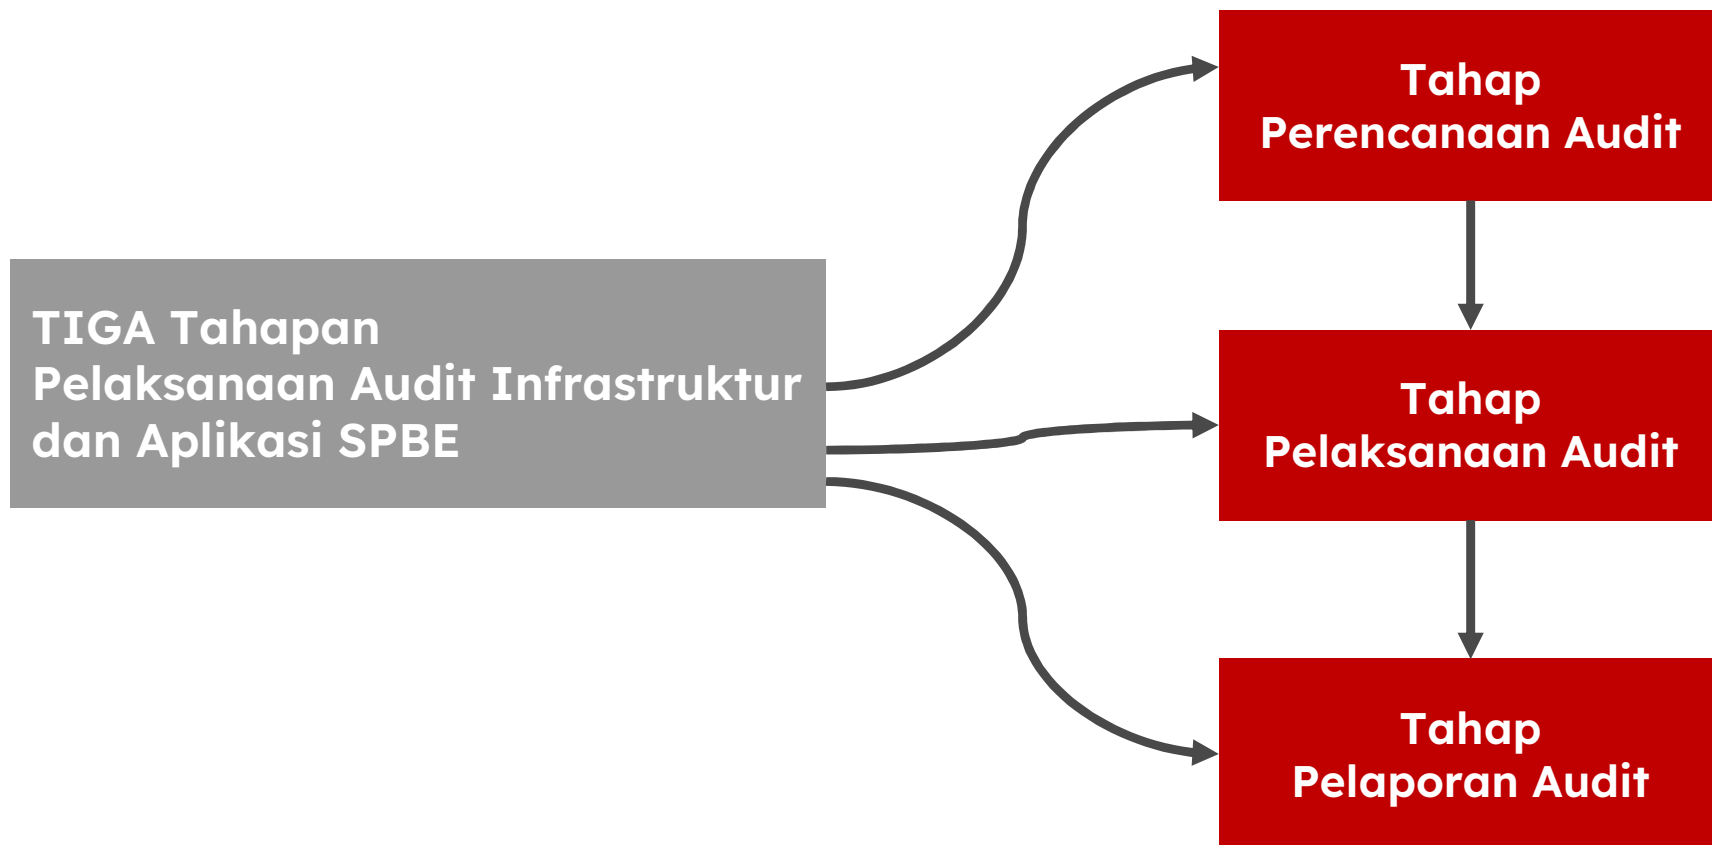 TIGA Tahapan
Pelaksanaan Audit Infrastruktur
dan Aplikasi SPBE
Tahap
Perencanaan Audit
Tahap
Pelaksanaan Audit
Tahap
Pelaporan Audit